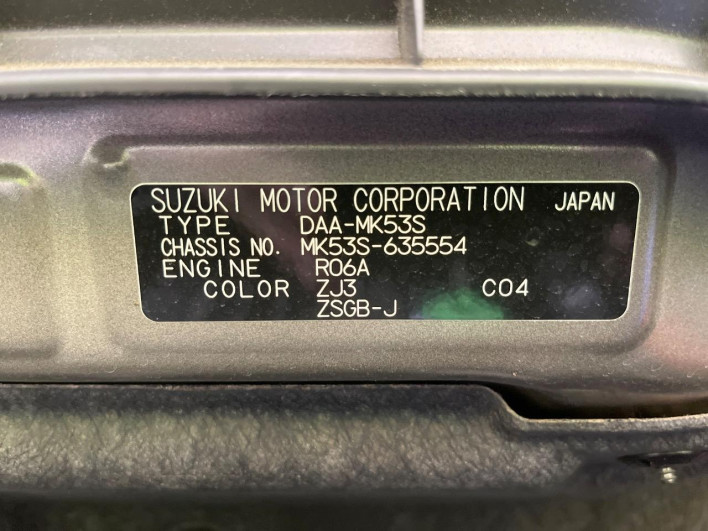 SUZUKI MOTOR CORPORATION JAPAN
TYPE DAA-MK53S
CHASSIS NO. MK53S-635554
ENGINE R06A
COLOR ZJ3 C04
ZSGB-J